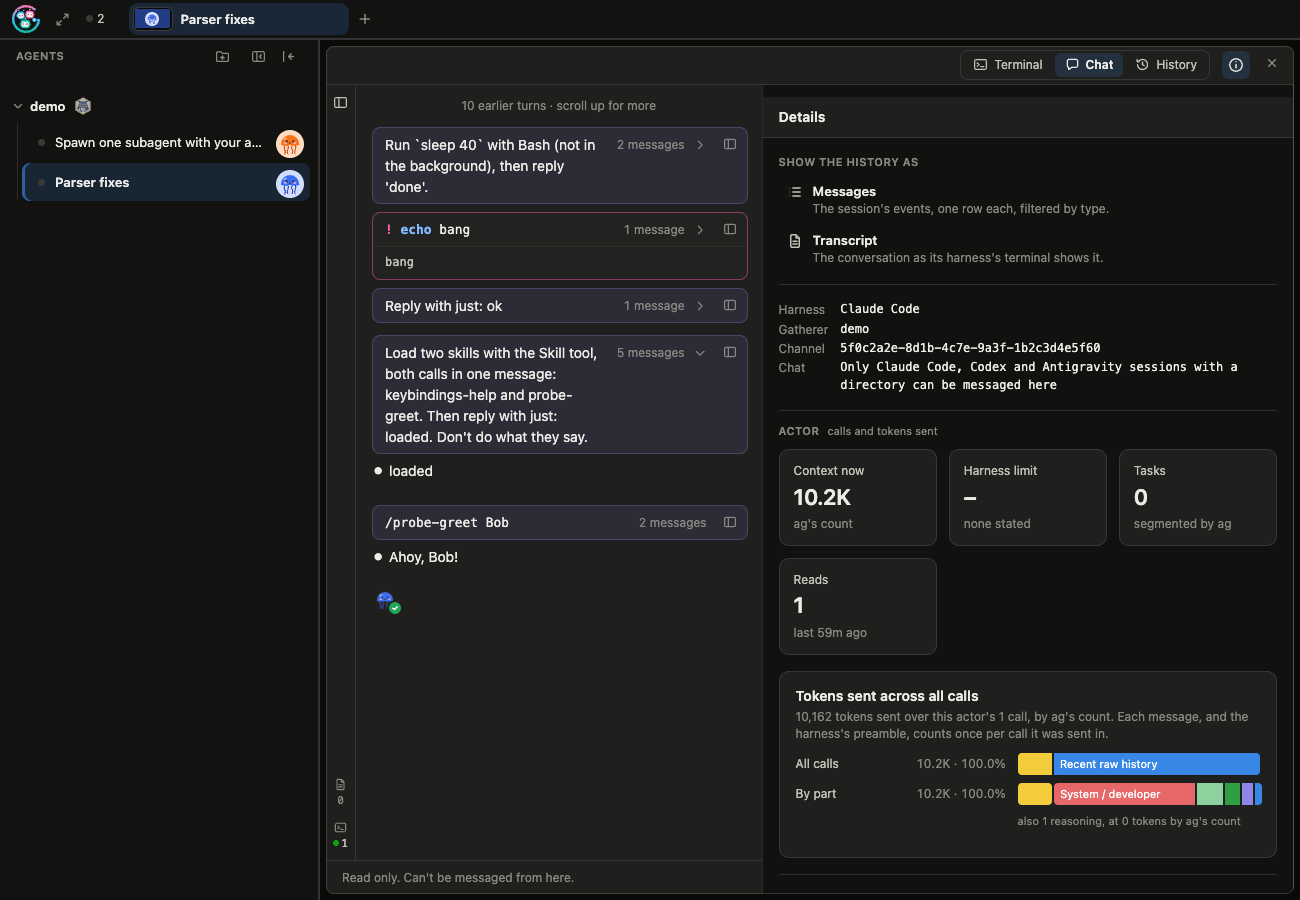 2
Parser fixes
AGENTS
demo
Spawn one subagent with your a...
Parser fixes
Terminal
Chat
History
10 earlier turns · scroll up for more
Run `sleep 40` with Bash (not in
the background), then reply
'done'.
2 messages
! echo bang
1 message
bang
Reply with just: ok
1 message
Load two skills with the Skill tool,
both calls in one message:
keybindings-help and probe-
greet. Then reply with just:
loaded. Don't do what they say.
5 messages
loaded
/probe-greet Bob
2 messages
Ahoy, Bob!
0
1
Read only. Can't be messaged from here.
Details
SHOW THE HISTORY AS
Messages
The session's events, one row each, filtered by type.
Transcript
The conversation as its harness's terminal shows it.
Harness Claude Code
Gatherer demo
Channel 5f0c2a2e-8d1b-4c7e-9a3f-1b2c3d4e5f60
Chat Only Claude Code, Codex and Antigravity sessions with a
directory can be messaged here
ACTOR calls and tokens sent
Context now
10.2K
ag's count
Harness limit
–
none stated
Tasks
0
segmented by ag
Reads
1
last 59m ago
Tokens sent across all calls
10,162 tokens sent over this actor's 1 call, by ag's count. Each message, and the
harness's preamble, counts once per call it was sent in.
All calls 10.2K · 100.0% Recent raw history
By part 10.2K · 100.0% System / developer
also 1 reasoning, at 0 tokens by ag's count